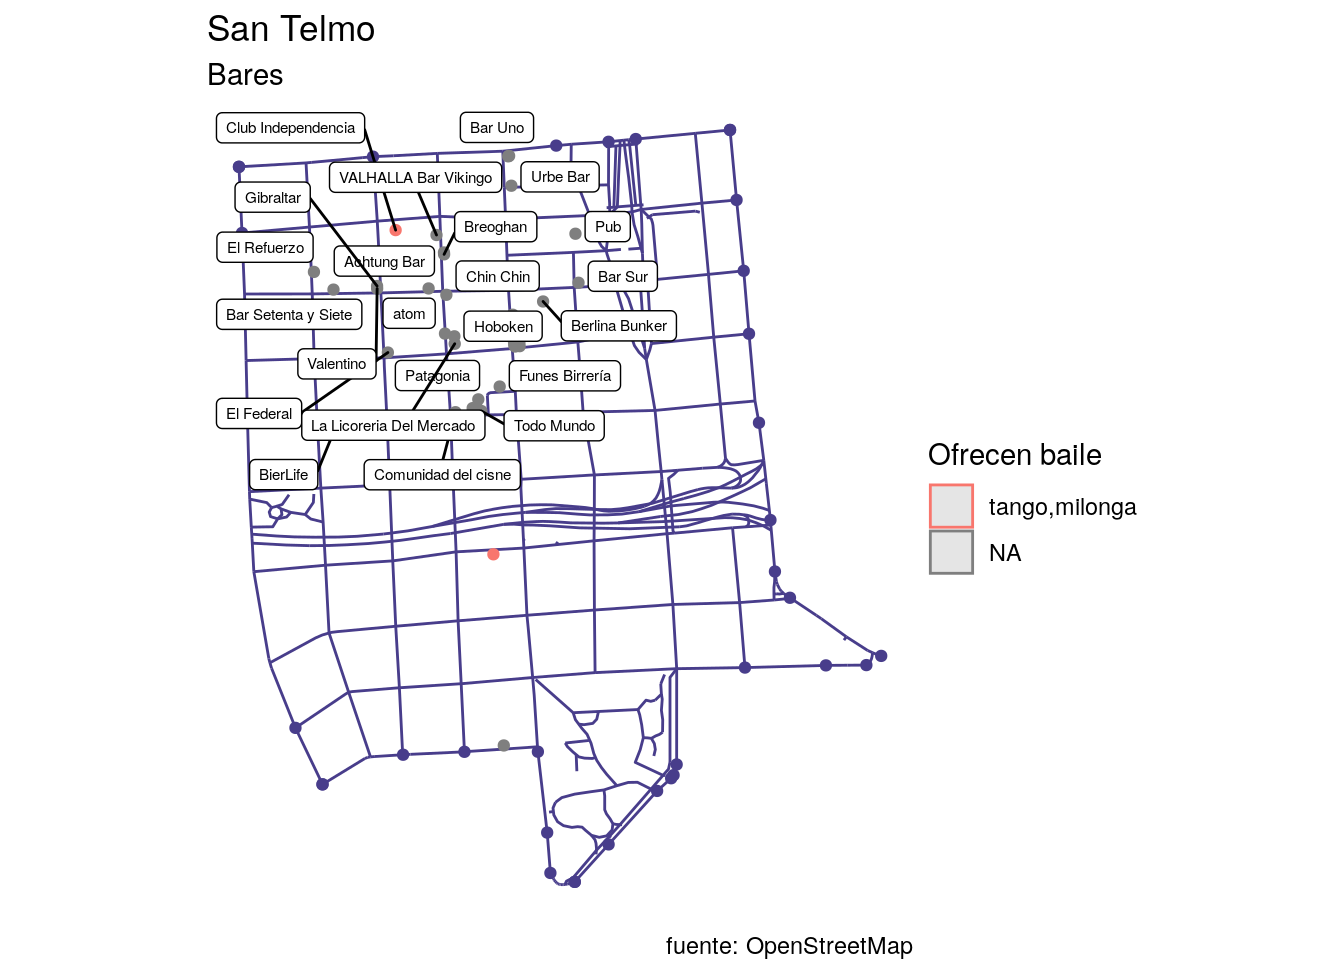 San Telmo
Bares
Club Independencia
Bar Uno
VALHALLA Bar Vikingo
Urbe Bar
Gibraltar
Breoghan
Pub
El Refuerzo
Achtung Bar
Chin Chin
Bar Sur
Bar Setenta y Siete
atom
Hoboken
Berlina Bunker
Valentino
Patagonia
Funes Birrería
El Federal
La Licoreria Del Mercado
Todo Mundo
BierLife
Comunidad del cisne
Ofrecen baile
tango,milonga
NA
fuente: OpenStreetMap